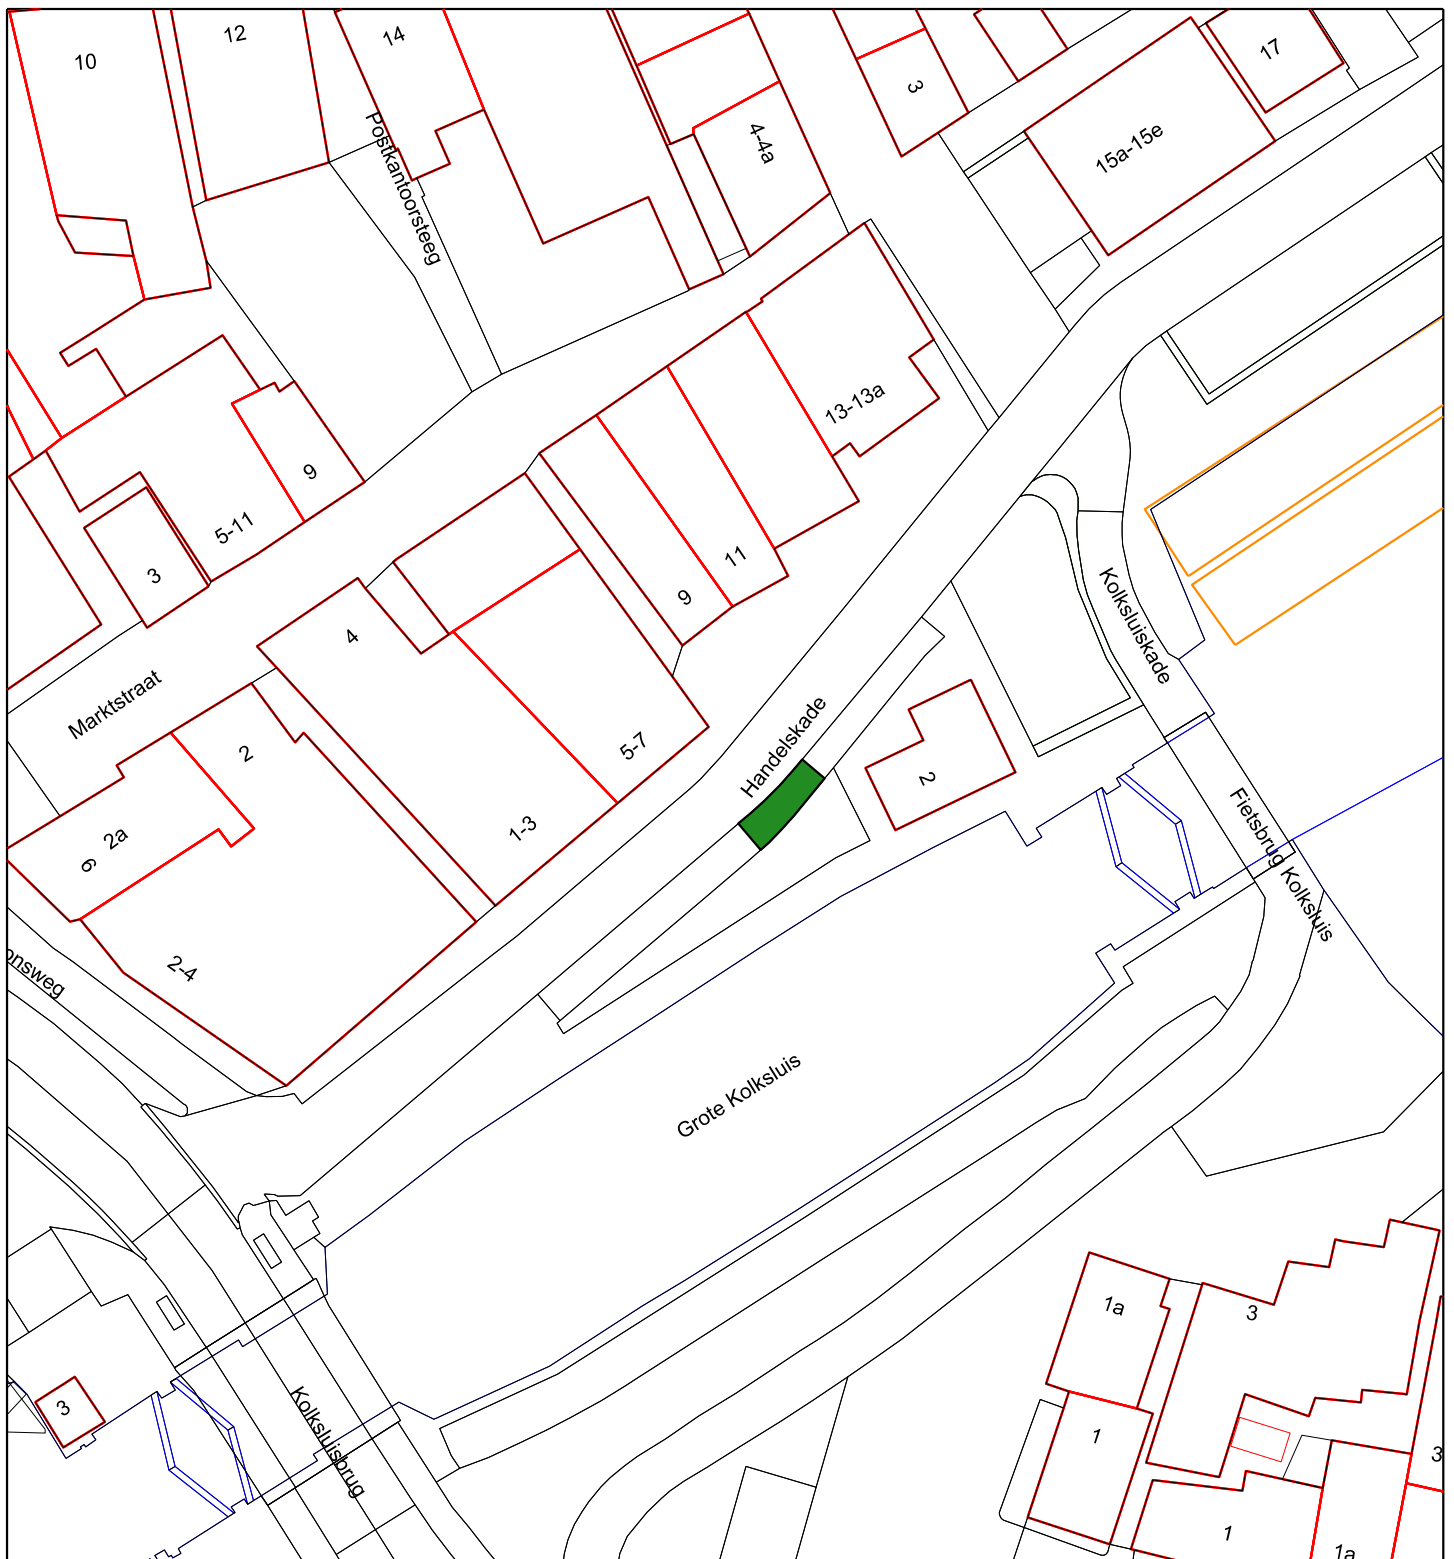 10
12
14
3
17
4-4a
15a-15e
Postkantoorsteeg
13-13a
9
5-11
3
11
9
4
Kolksluiskade
Marktstraat
2
5-7
Handelskade
2
1-3
2a
6
Fietsbrug Kolksluis
2-4
onsweg
Grote Kolksluis
1a
3
3
1
Kolksluisbrug
3
1
1a